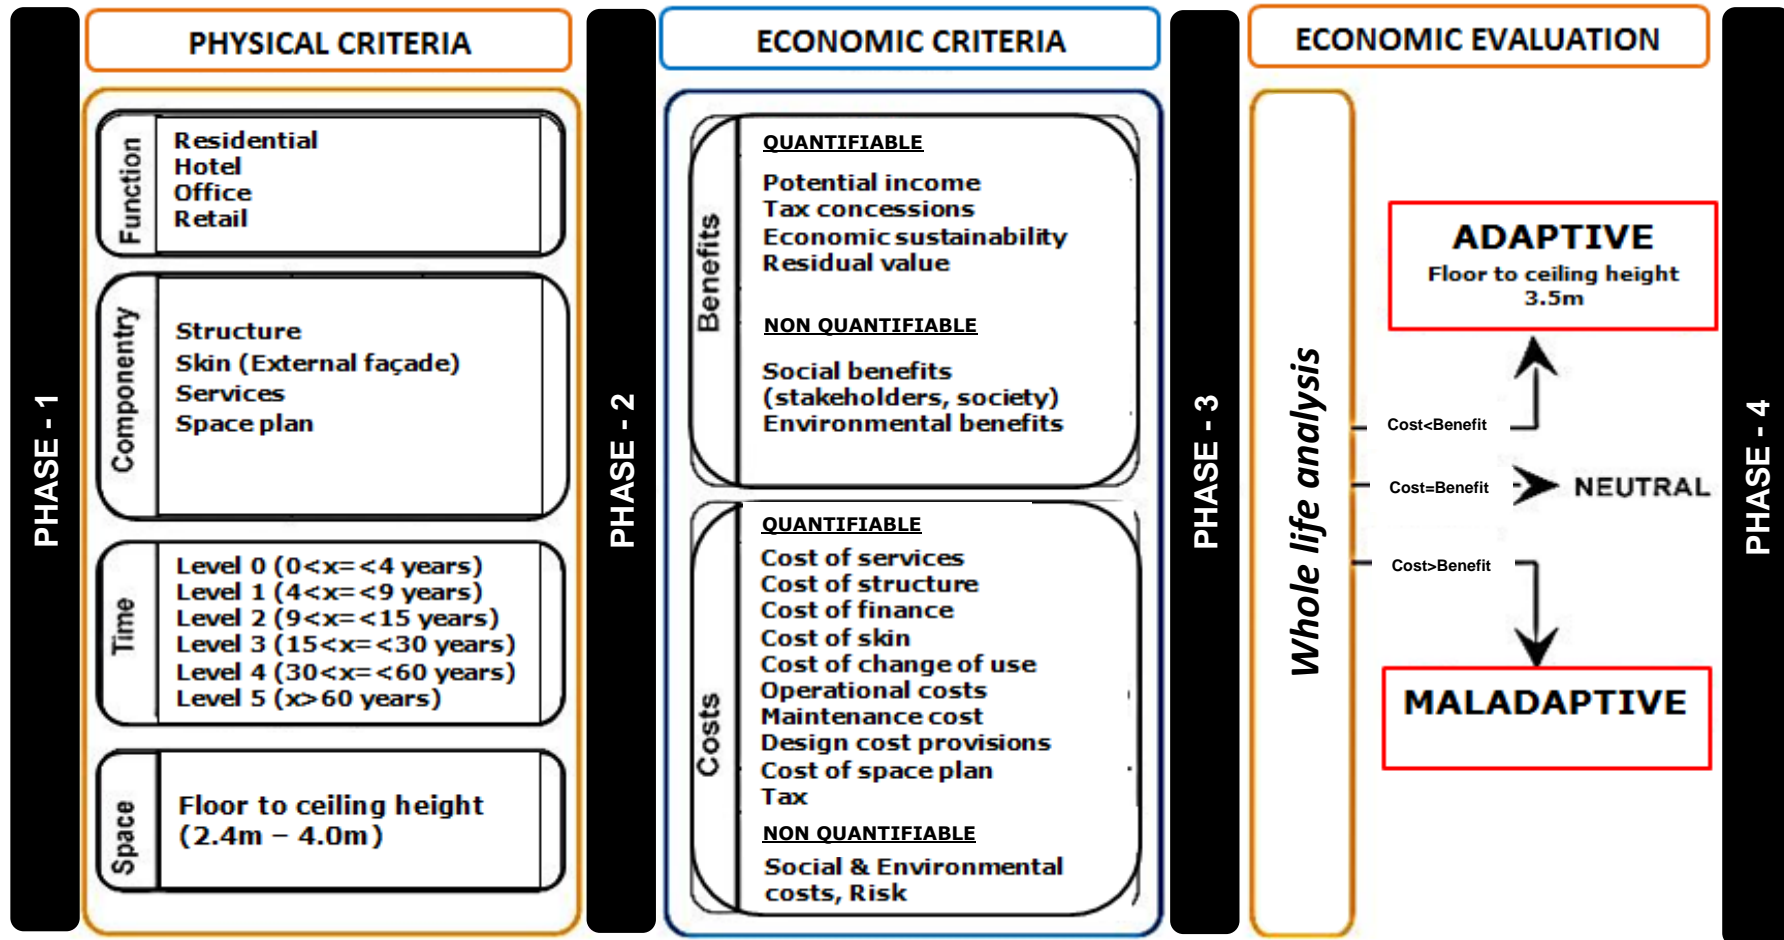 PHASE - 1
PHYSICAL CRITERIA
Function
Residential
Hotel
Office
Retail
Componentry
Structure
Skin (External façade)
Services
Space plan
Time
Level 0 (0<x=<4 years)
Level 1 (4<x=<9 years)
Level 2 (9<x=<15 years)
Level 3 (15<x=<30 years)
Level 4 (30<x=<60 years)
Level 5 (x>60 years)
Space
Floor to ceiling height
(2.4m – 4.0m)
PHASE - 2
ECONOMIC CRITERIA
Benefits
QUANTIFIABLE
Potential income
Tax concessions
Economic sustainability
Residual value
NON QUANTIFIABLE
Social benefits
(stakeholders, society)
Environmental benefits
Costs
QUANTIFIABLE
Cost of services
Cost of structure
Cost of finance
Cost of skin
Cost of change of use
Operational costs
Maintenance cost
Design cost provisions
Cost of space plan
Tax
NON QUANTIFIABLE
Social & Environmental
costs, Risk
PHASE - 3
ECONOMIC EVALUATION
Whole life analysis
ADAPTIVE
Floor to ceiling height
3.5m
Cost<Benefit
Cost=Benefit
NEUTRAL
Cost>Benefit
MALADAPTIVE
PHASE - 4